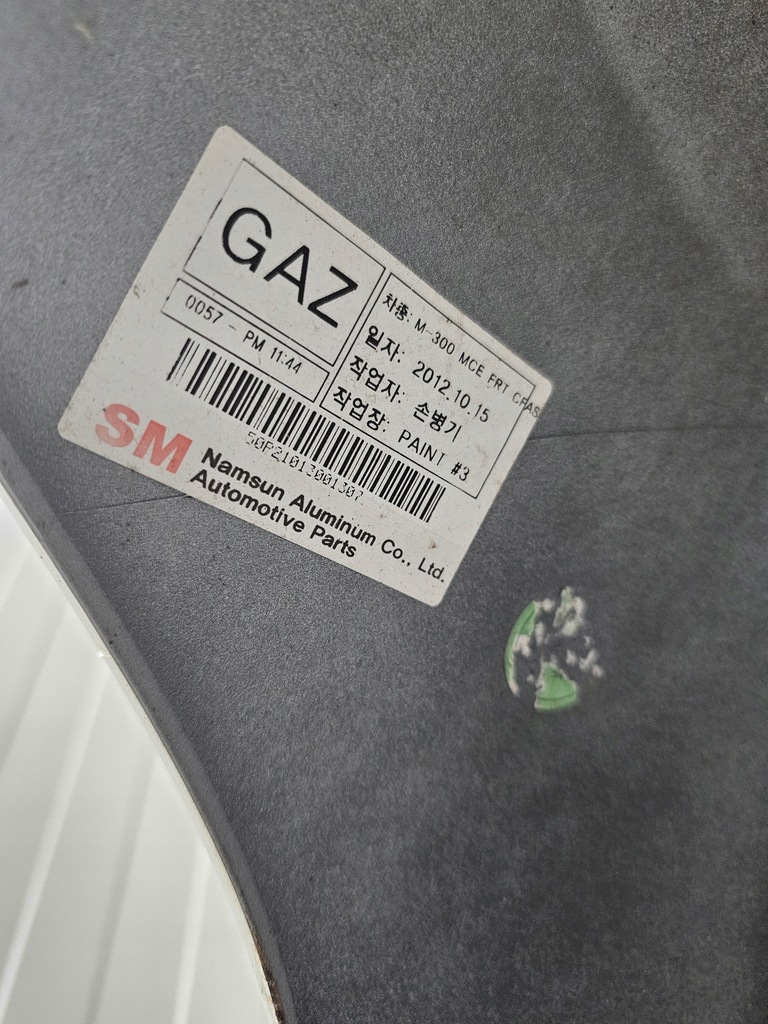 GAZ
0057 - PM 11:44
차종: M-300 MCE FRT CRAS
일자: 2012.10.15
작업자: 손병기
작업장: PAINT #3
50P21013001307
SM
Namsun Aluminum Co., Ltd.
Automotive Parts